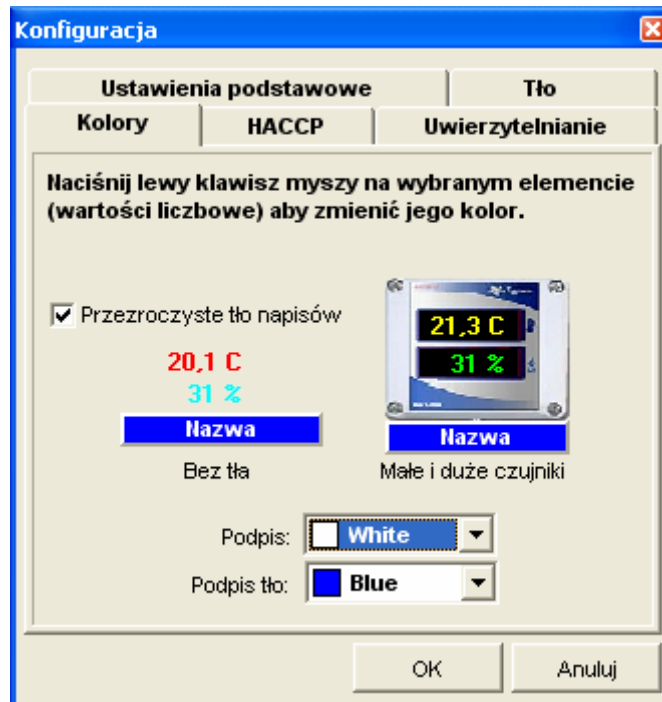 Konfiguracja
Ustawienia podstawowe Tło
Kolory HACCP Uwierzytelnianie
Naciśnij lewy klawisz myszy na wybranym elemencie
(wartości liczbowe) aby zmienić jego kolor.
Przezroczyste tło napisów
20,1 C
31 %
Nazwa
Bez tła
21,3 C
31 %
Nazwa
Małe i duże czujniki
Podpis: White
Podpis tło: Blue
OK Anuluj